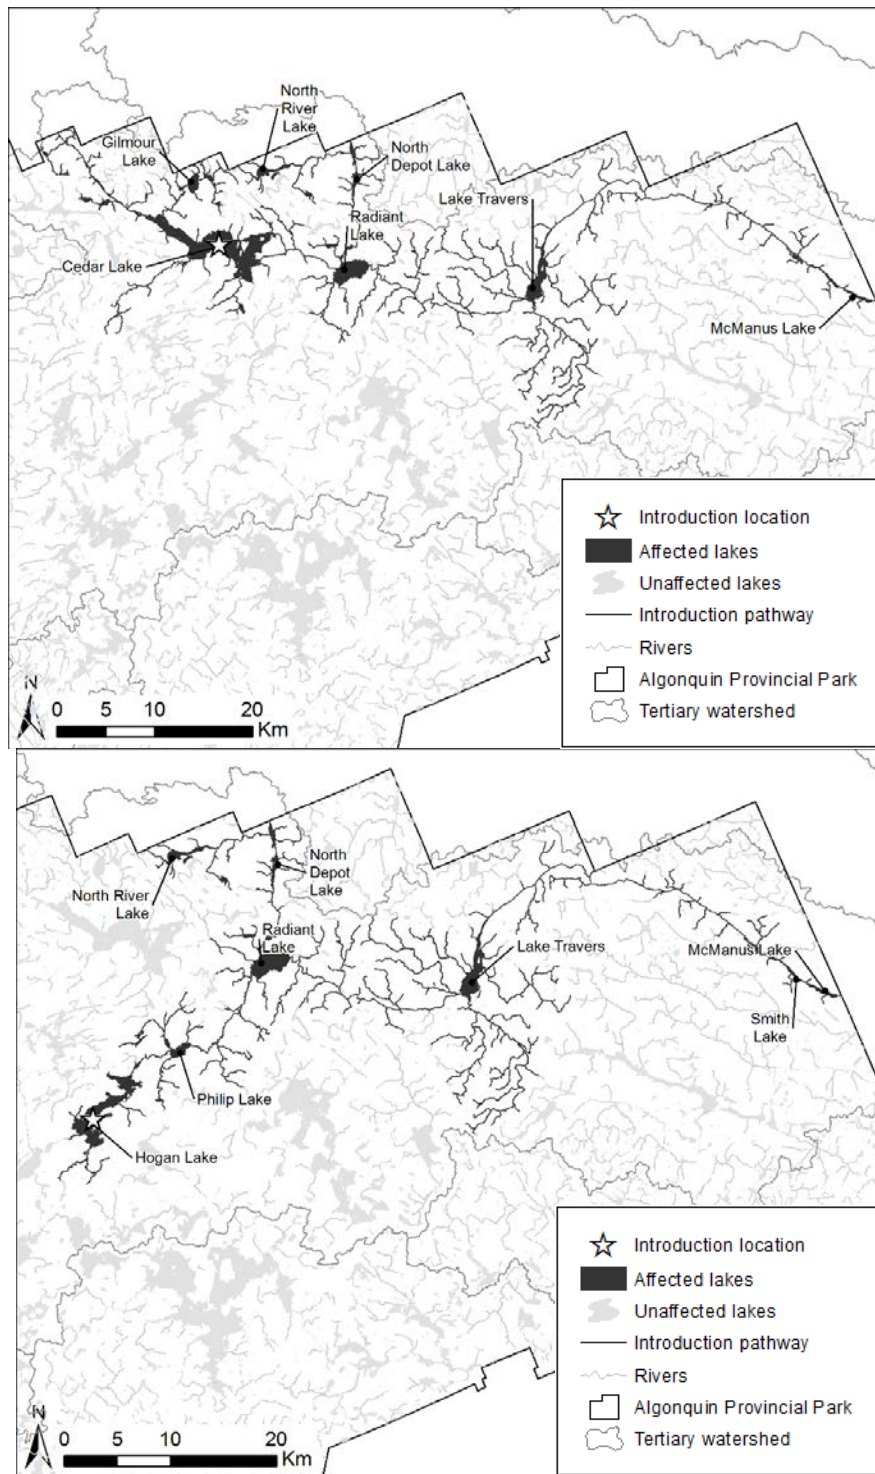 North
River
Lake
Gilmour
Lake
North
Depot Lake
Lake Travers
Radiant
Lake
Cedar Lake
McManus Lake
Introduction location
Affected lakes
Unaffected lakes
Introduction pathway
Rivers
Algonquin Provincial Park
Tertiary watershed
N
0 5 10 20
Km
North
Depot
Lake
North River
Lake
Radiant
Lake
Lake Travers
McManus Lake
Smith
Lake
Philip Lake
Hogan Lake
Introduction location
Affected lakes
Unaffected lakes
Introduction pathway
Rivers
Algonquin Provincial Park
Tertiary watershed
N
0 5 10 20
Km